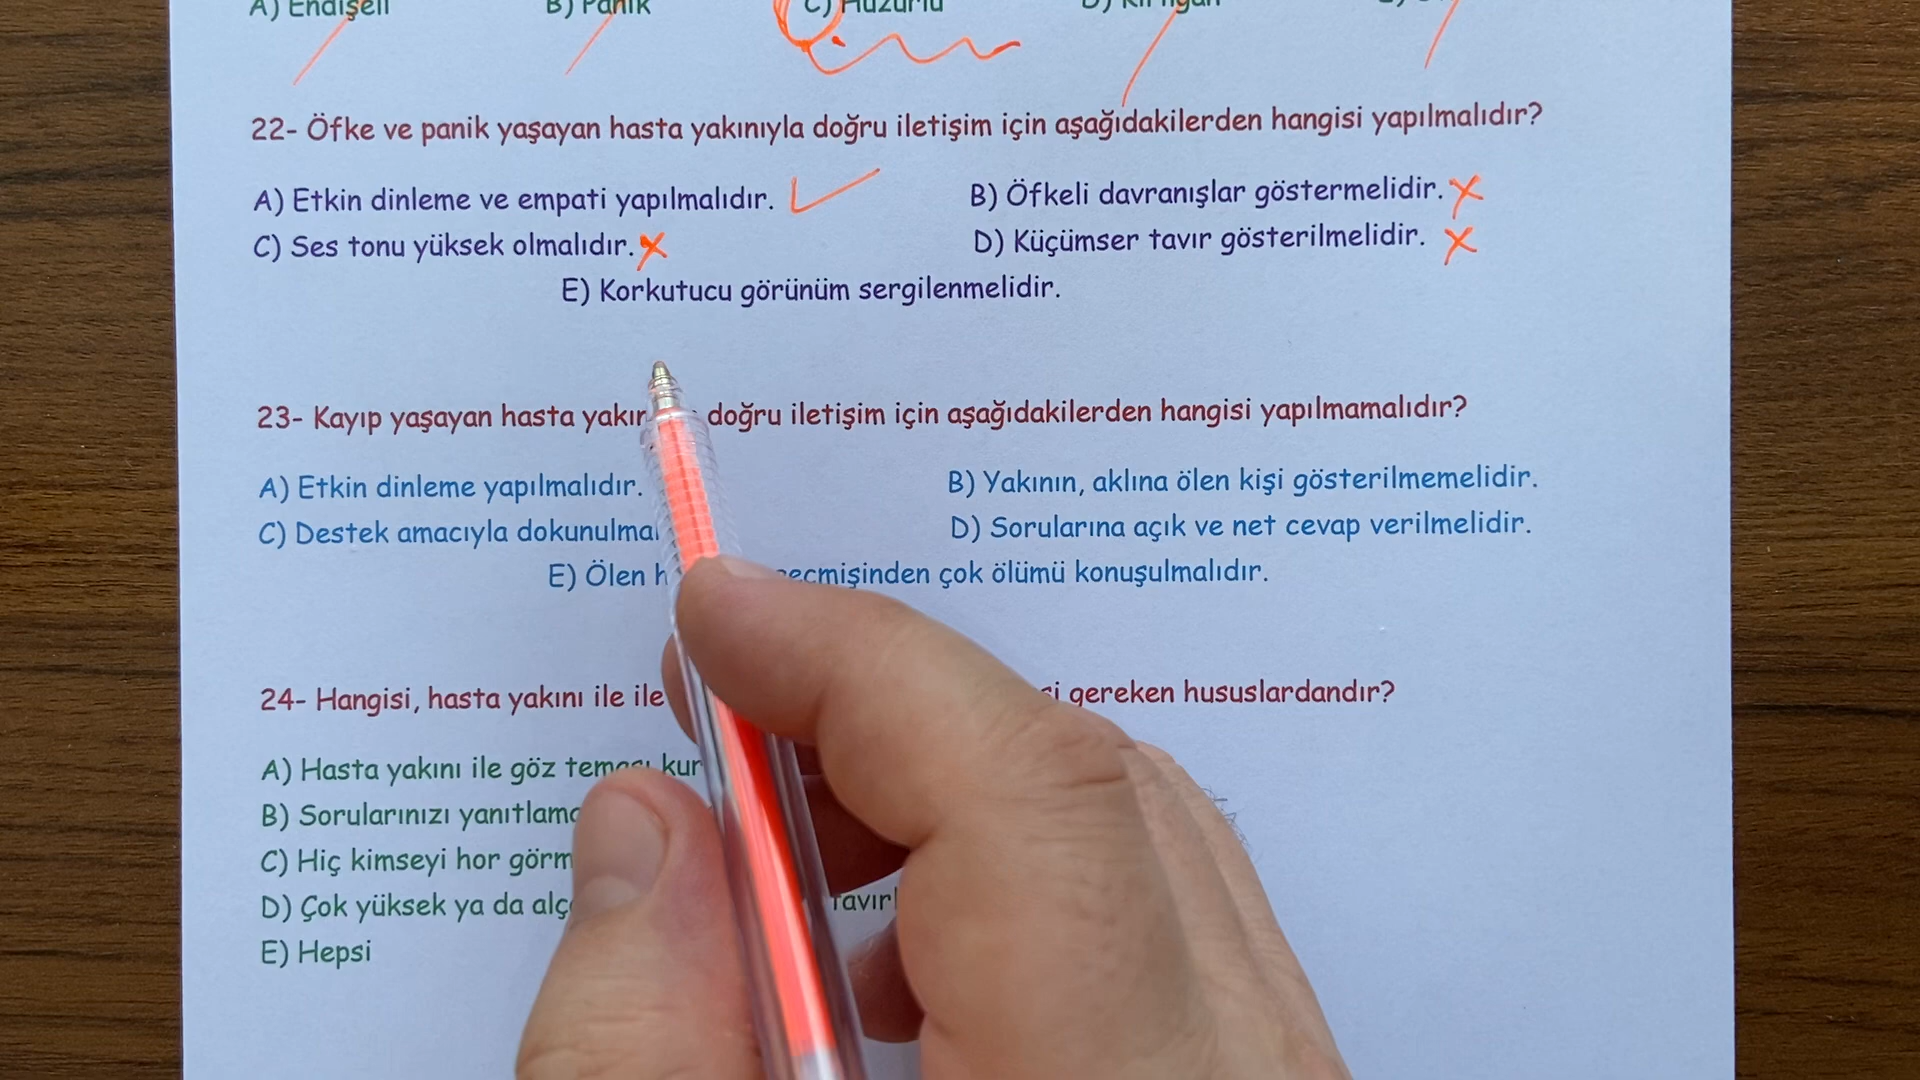 A) Endişeli B) Panik C) Huzurlu D)
22- Öfke ve panik yaşayan hasta yakınıyla doğru iletişim için aşağıdakilerden hangisi yapılmalıdır?
A) Etkin dinleme ve empati yapılmalıdır. B) Öfkeli davranışlar göstermelidir.
C) Ses tonu yüksek olmalıdır. D) Küçümser tavır gösterilmelidir.
E) Korkutucu görünüm sergilenmelidir.
23- Kayıp yaşayan hasta doğru iletişim için aşağıdakilerden hangisi yapılmamalıdır?
A) Etkin dinleme yapılmalıdır. B) Yakının, aklına ölen kişi gösterilmemelidir.
C) Destek amacıyla D) Sorularına açık ve net cevap verilmelidir.
E) Ölen çok ölümü konuşulmalıdır.
24- Hangisi, hasta yakını ile gereken hususlardandır?
A) Hasta yakını ile göz teması
B) Sorularınızı
C) Hiç kimseyi hor
D) Çok yüksek ya da
E) Hepsi